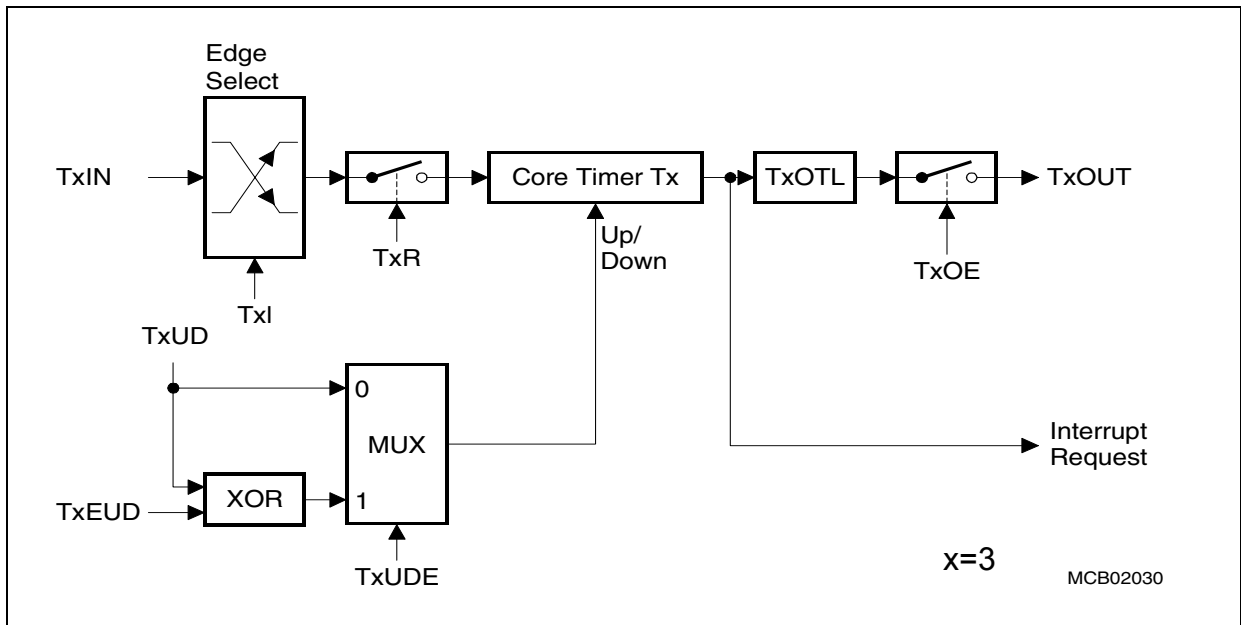 Edge
Select
TxIN
Core Timer Tx
TxOTL
TxOUT
TxR
Up/
Down
TxOE
TxI
TxUD
0
MUX
Interrupt
Request
XOR
1
TxEUD
TxUDE
x=3
MCB02030